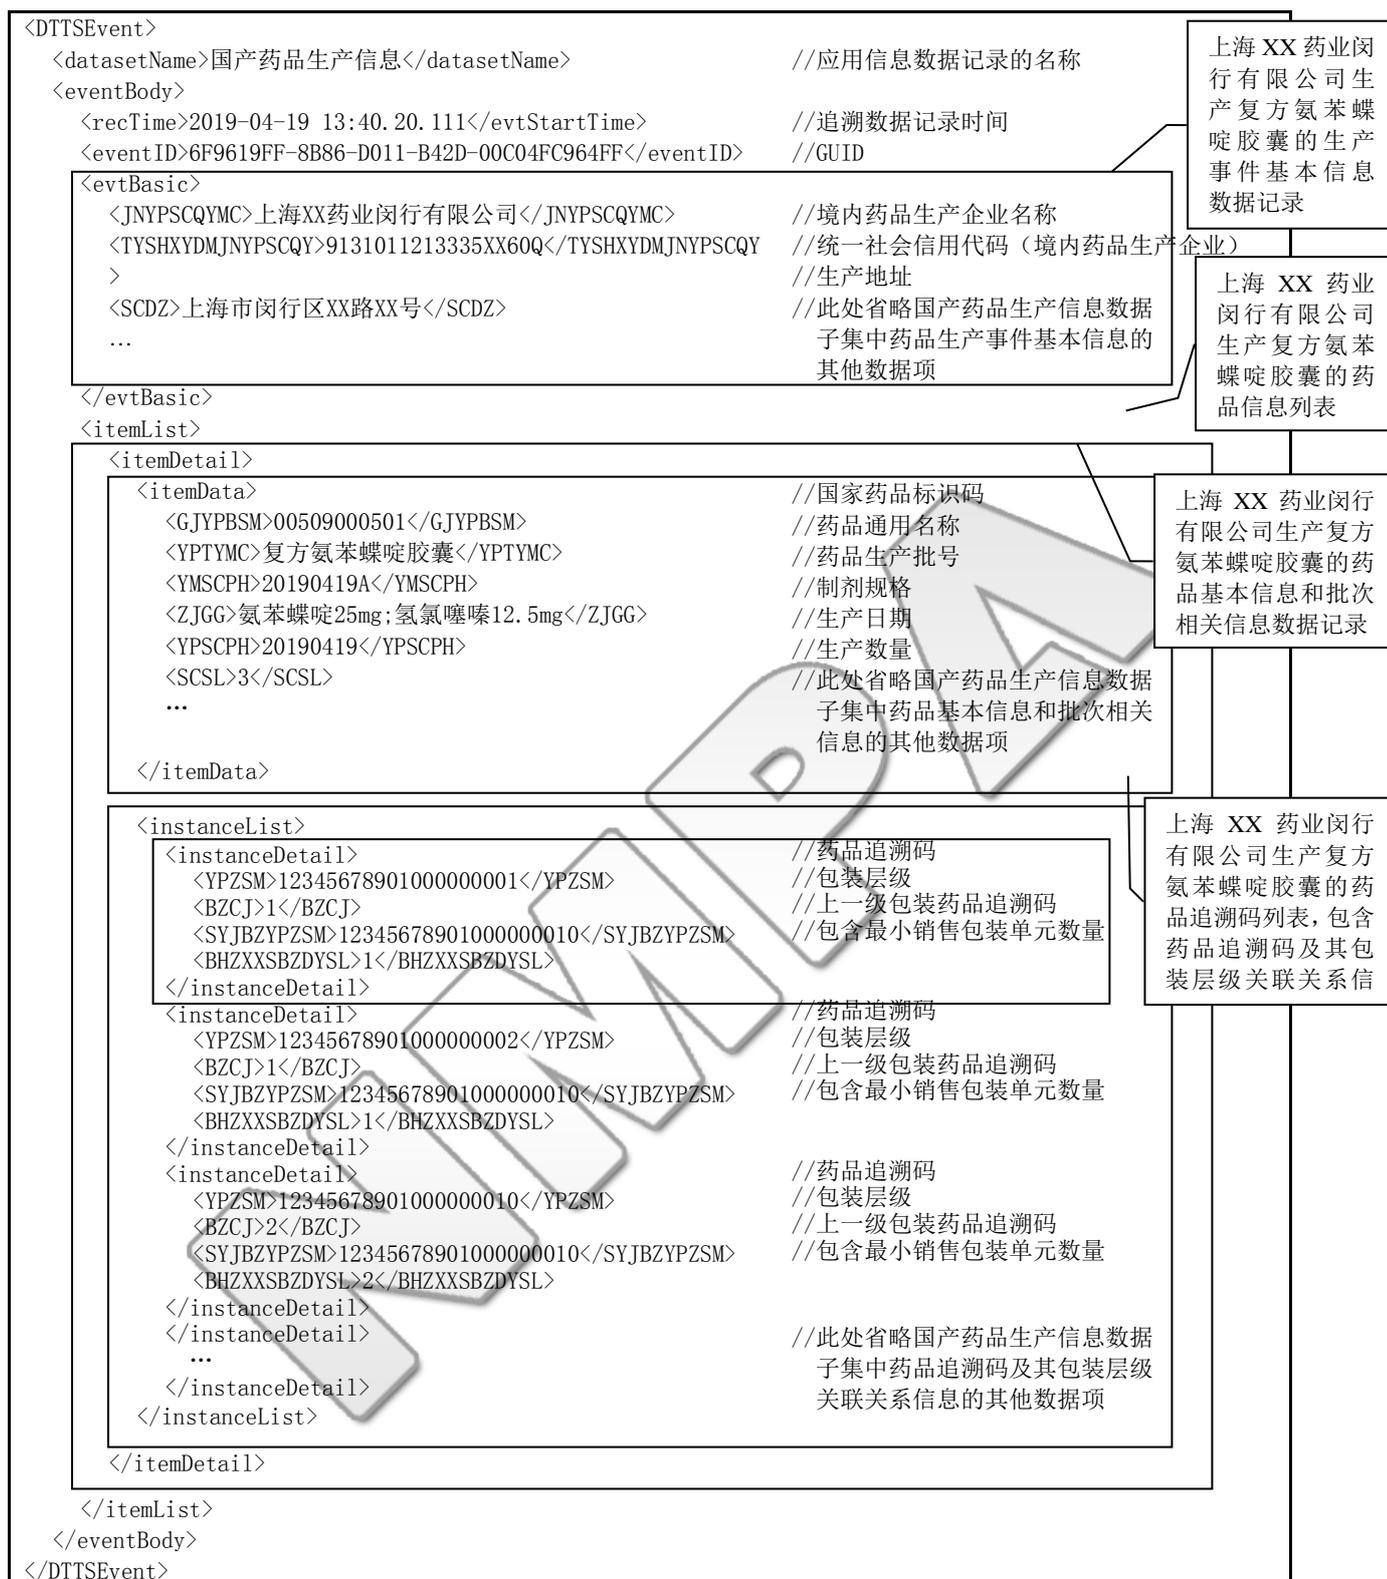 <DTTSEvent>
<datasetName>国产药品生产信息</datasetName> //应用信息数据记录的名称
<eventBody>
<recTime>2019-04-19 13:40.20.111</evtStartTime> //追溯数据记录时间
<eventID>6F9619FF-8B86-D011-B42D-00C04FC964FF</eventID> //GUID
<evtBasic>
<JNYPSCQYMC>上海XX药业闵行有限公司</JNYPSCQYMC> //境内药品生产企业名称
<TYSHXYDMJNYPSCQY>9131011213335XX60Q</TYSHXYDMJNYPSCQY //统一社会信用代码（境内药品生产企业）
> //生产地址
<SCDZ>上海市闵行区XX路XX号</SCDZ> //此处省略国产药品生产信息数据
… 子集中药品生产事件基本信息的
其他数据项
</evtBasic>
<itemList>
<itemDetail>
<itemData> //国家药品标识码
<GJYPBSM>00509000501</GJYPBSM> //药品通用名称
<YPTYMC>复方氨苯蝶啶胶囊</YPTYMC> //药品生产批号
<YMSCPH>20190419A</YMSCPH> //制剂规格
<ZJGG>氨苯蝶啶25mg;氢氯噻嗪12.5mg</ZJGG> //生产日期
<YPSCPH>20190419</YPSCPH> //生产数量
<SCSL>3</SCSL> //此处省略国产药品生产信息数据
… 子集中药品基本信息和批次相关
信息的其他数据项
</itemData>
<instanceList>
<instanceDetail> //药品追溯码
<YPZSM>12345678901000000001</YPZSM> //包装层级
<BZCJ>1</BZCJ> //上一级包装药品追溯码
<SYJBZYPZSM>12345678901000000010</SYJBZYPZSM> //包含最小销售包装单元数量
<BHZXXSBZDYSL>1</BHZXXSBZDYSL>
</instanceDetail>
<instanceDetail> //药品追溯码
<YPZSM>12345678901000000002</YPZSM> //包装层级
<BZCJ>1</BZCJ> //上一级包装药品追溯码
<SYJBZYPZSM>12345678901000000010</SYJBZYPZSM> //包含最小销售包装单元数量
<BHZXXSBZDYSL>1</BHZXXSBZDYSL>
</instanceDetail>
<instanceDetail> //药品追溯码
<YPZSM>12345678901000000010</YPZSM> //包装层级
<BZCJ>2</BZCJ> //上一级包装药品追溯码
<SYJBZYPZSM>12345678901000000010</SYJBZYPZSM> //包含最小销售包装单元数量
<BHZXXSBZDYSL>2</BHZXXSBZDYSL>
</instanceDetail>
</instanceDetail> //此处省略国产药品生产信息数据
… 子集中药品追溯码及其包装层级
</instanceDetail> 关联关系信息的其他数据项
</instanceList>
</itemDetail>
</itemList>
</eventBody>
</DTTSEvent>
上海 XX 药业闵
行有限公司生
产复方氨苯蝶
啶胶囊的生产
事件基本信息
数据记录
上海 XX 药业
闵行有限公司
生产复方氨苯
蝶啶胶囊的药
品信息列表
上海 XX 药业闵行
有限公司生产复方
氨苯蝶啶胶囊的药
品基本信息和批次
相关信息数据记录
上海 XX 药业闵行
有限公司生产复方
氨苯蝶啶胶囊的药
品追溯码列表，包含
药品追溯码及其包
装层级关联关系信
NMPA